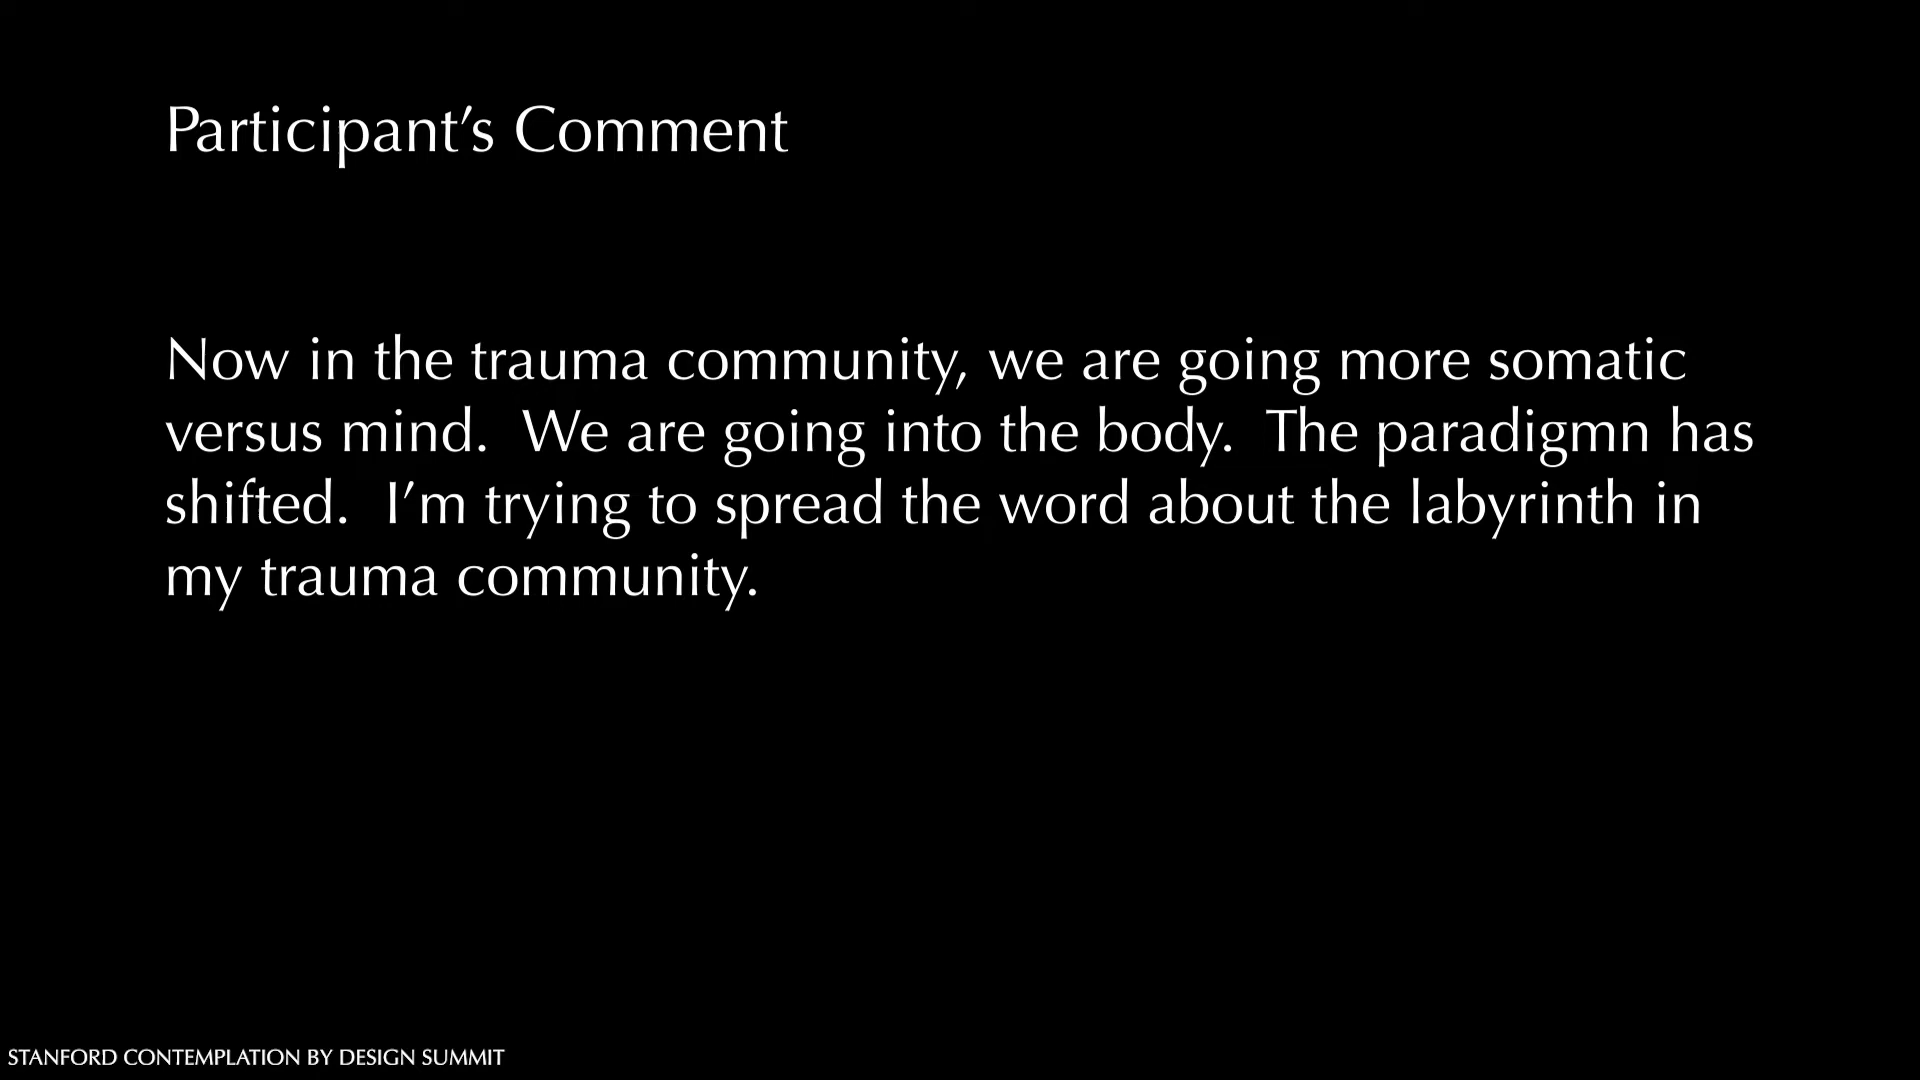 Participant’s Comment
Now in the trauma community, we are going more somatic
versus mind.  We are going into the body.  The paradigmn has
shifted.  I’m trying to spread the word about the labyrinth in
my trauma community.
STANFORD CONTEMPLATION BY DESIGN SUMMIT